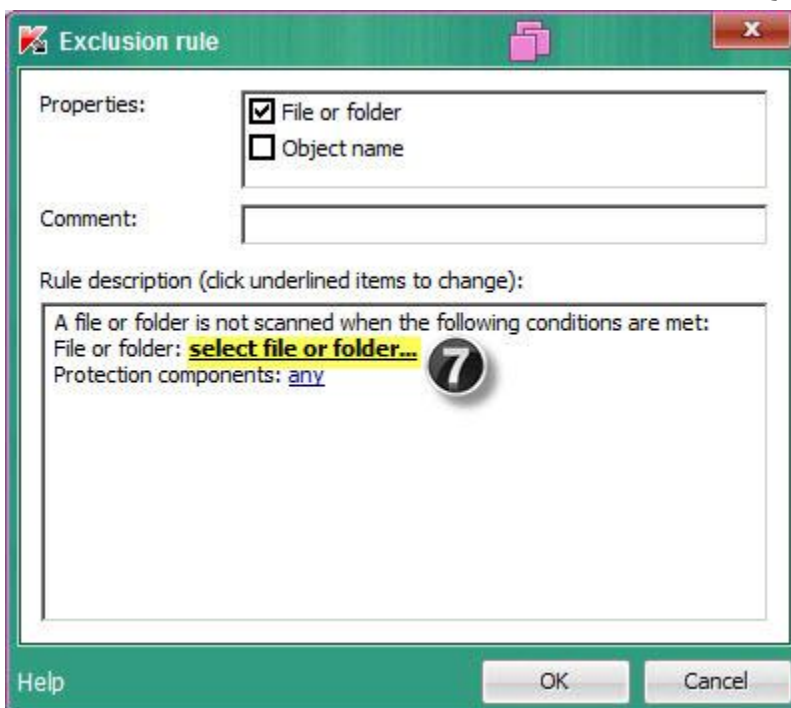 Exclusion rule
Properties:
File or folder
Object name
Comment:
Rule description (click underlined items to change):
A file or folder is not scanned when the following conditions are met:
File or folder: select file or folder...
7
Protection components: any
Help
OK
Cancel